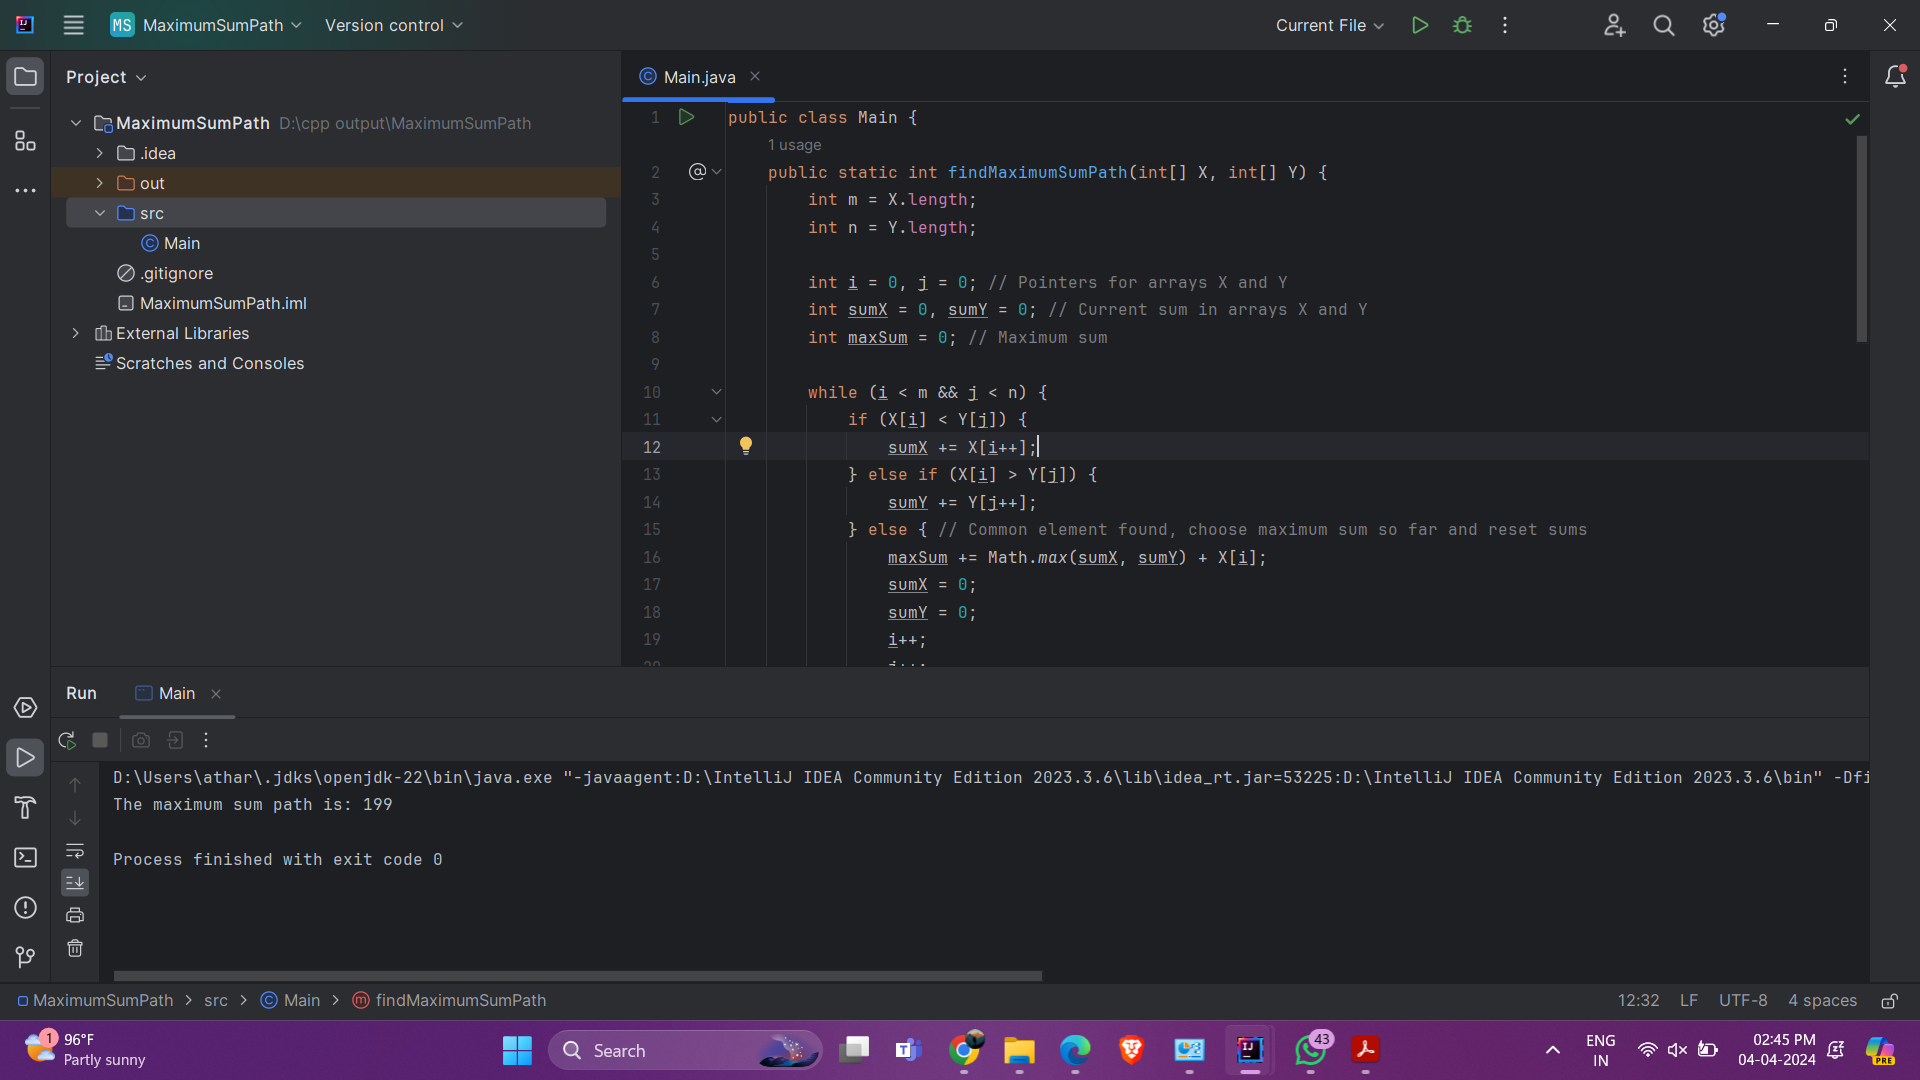 MS MaximumSumPath Version control Current File
Project
MaximumSumPath D:\cpp output\MaximumSumPath
.idea
out
src
Main
.gitignore
MaximumSumPath.iml
External Libraries
Scratches and Consoles
Main.java
1 public class Main {
1 usage
2 @ public static int findMaximumSumPath(int[] X, int[] Y) {
3 int m = X.length;
4 int n = Y.length;
5
6 int i = 0, j = 0; // Pointers for arrays X and Y
7 int sumX = 0, sumY = 0; // Current sum in arrays X and Y
8 int maxSum = 0; // Maximum sum
9
10 while (i < m && j < n) {
11 if (X[i] < Y[j]) {
12 sumX += X[i++];
13 } else if (X[i] > Y[j]) {
14 sumY += Y[j++];
15 } else { // Common element found, choose maximum sum so far and reset sums
16 maxSum += Math.max(sumX, sumY) + X[i];
17 sumX = 0;
18 sumY = 0;
19 i++;
Run Main
D:\Users\athar\.jdks\openjdk-22\bin\java.exe "-javaagent:D:\IntelliJ IDEA Community Edition 2023.3.6\lib\idea_rt.jar=53225:D:\IntelliJ IDEA Community Edition 2023.3.6\bin" -Dfi
The maximum sum path is: 199
Process finished with exit code 0
MaximumSumPath > src > Main > findMaximumSumPath 12:32 LF UTF-8 4 spaces
1 96°F
Partly sunny
Search
43
ENG
IN
02:45 PM
04-04-2024
PRE